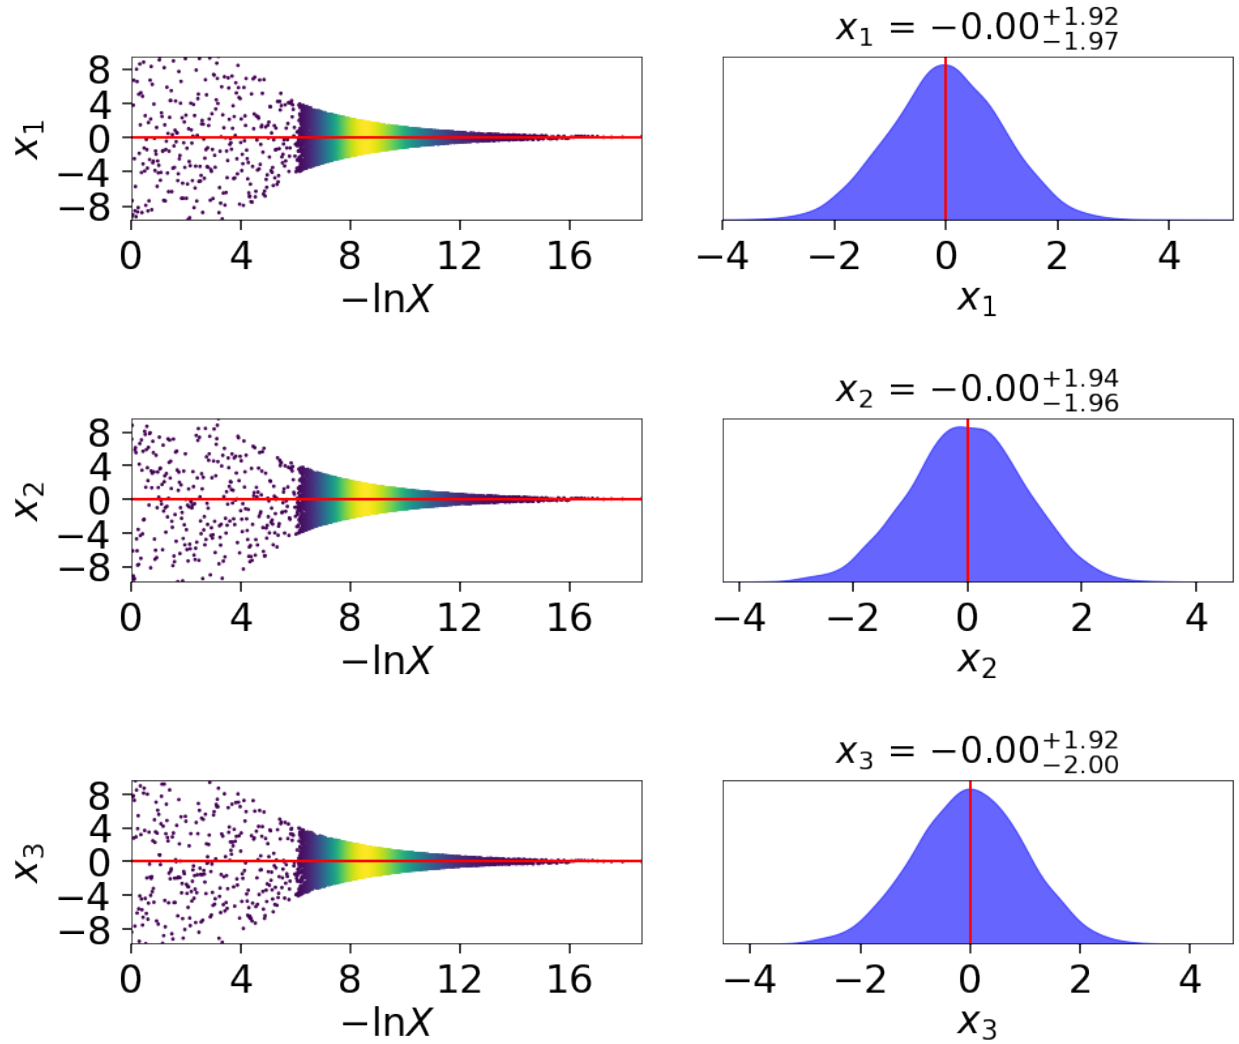 x₁ = −0.00⁺¹·⁹²₋₁.₉₇
8
4
0
−4
−8
x₁
0 4 8 12 16
−lnX
−4 −2 0 2 4
x₁
x₂ = −0.00⁺¹·⁹⁴₋₁.₉₆
8
4
0
−4
−8
x₂
0 4 8 12 16
−lnX
−4 −2 0 2 4
x₂
x₃ = −0.00⁺¹·⁹²₋₂.₀₀
8
4
0
−4
−8
x₃
0 4 8 12 16
−lnX
−4 −2 0 2 4
x₃